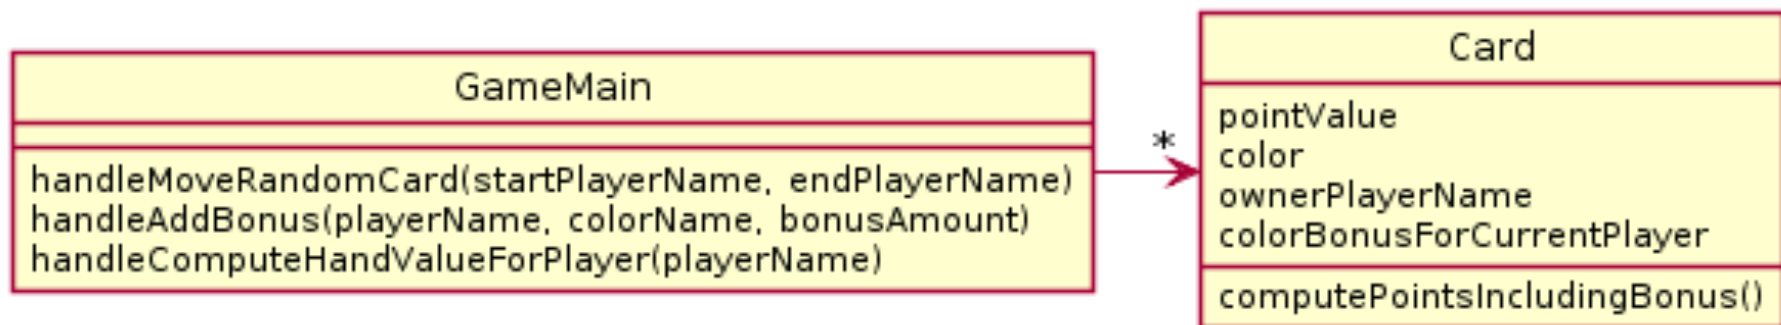 GameMain
handleMoveRandomCard(startPlayerName, endPlayerName)
handleAddBonus(playerName, colorName, bonusAmount)
handleComputeHandValueForPlayer(playerName)
*
Card
pointValue
color
ownerPlayerName
colorBonusForCurrentPlayer
computePointsIncludingBonus()